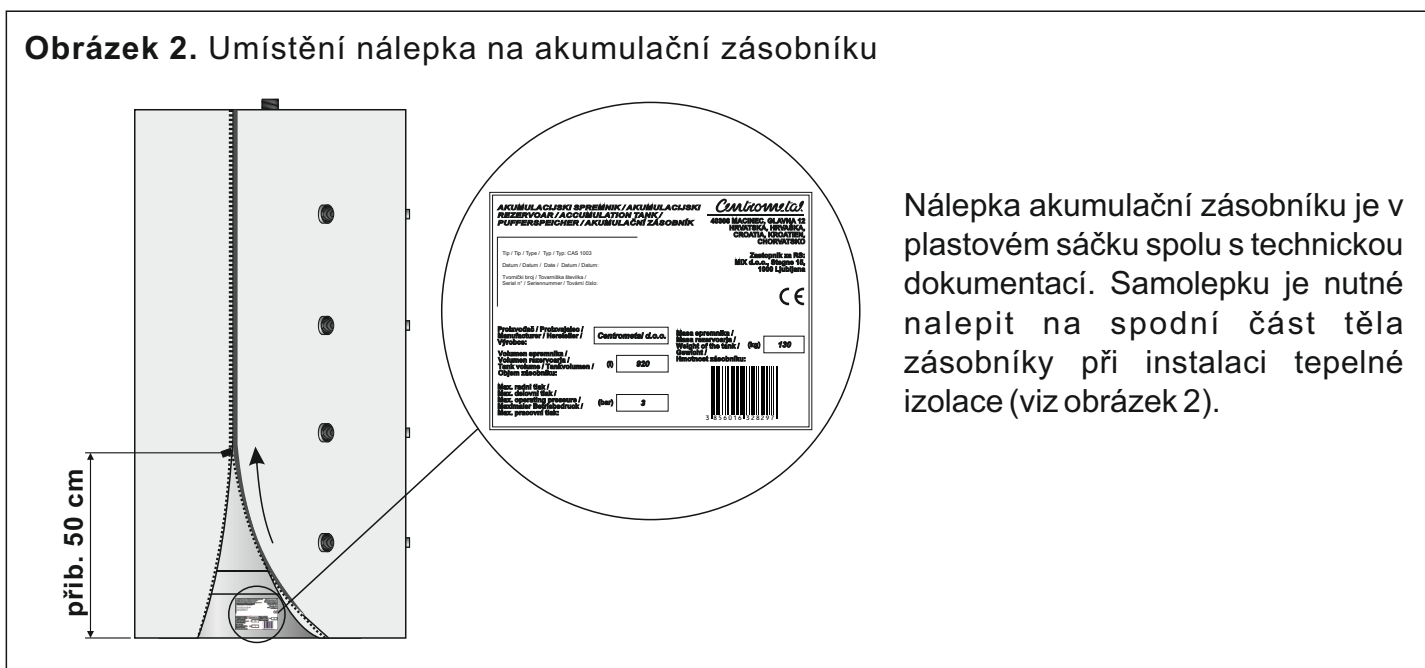 Obrázek 2. Umístění nálepka na akumulační zásobníku
AKUMULACIJSKI SPREMNIK / AKUMULACIJSKI
REZERVOAR / ACCUMULATION TANK /
PUFFERSPEICHER / AKUMULAČNÍ ZÁSOBNÍK
Centrometal
40306 MACINEC, GLAVNA 12
HRVATSKA, HRVAŠKA,
CROATIA, KROATIEN,
CHORVATSKO
Zastopnik za RS:
MIX d.o.o., Stegne 15,
1000 Ljubljana
CE
Tip / Tip / Type / Typ / Typ: CAS 1003
Datum / Datum / Date / Datum / Datum:
Tvornički broj / Tovarniška številka /
Serial n° / Seriennummer / Tovární číslo:
Proizvođač / Proizvajalec /
Manufacturer / Hersteller /
Výrobce:
Centrometal d.o.o.
Volumen spremnika /
Volumen rezervoarja /
Tank volume / Tankvolumen /
Objem zásobníku:
(l) 920
Max. radni tlak /
Max. delovni tlak /
Max. operating pressure /
Maximaler Betriebsdruck /
Max. pracovní tlak:
(bar) 3
Masa spremnika /
Masa rezervoarja /
Weight of the tank /
Gewicht /
Hmotnost zásobníku:
(kg) 130
3 856016 328297
přib. 50 cm
Nálepka akumulační zásobníku je v
plastovém sáčku spolu s technickou
dokumentací. Samolepku je nutné
nalepit na spodní část těla
zásobníky při instalaci tepelné
izolace (viz obrázek 2).